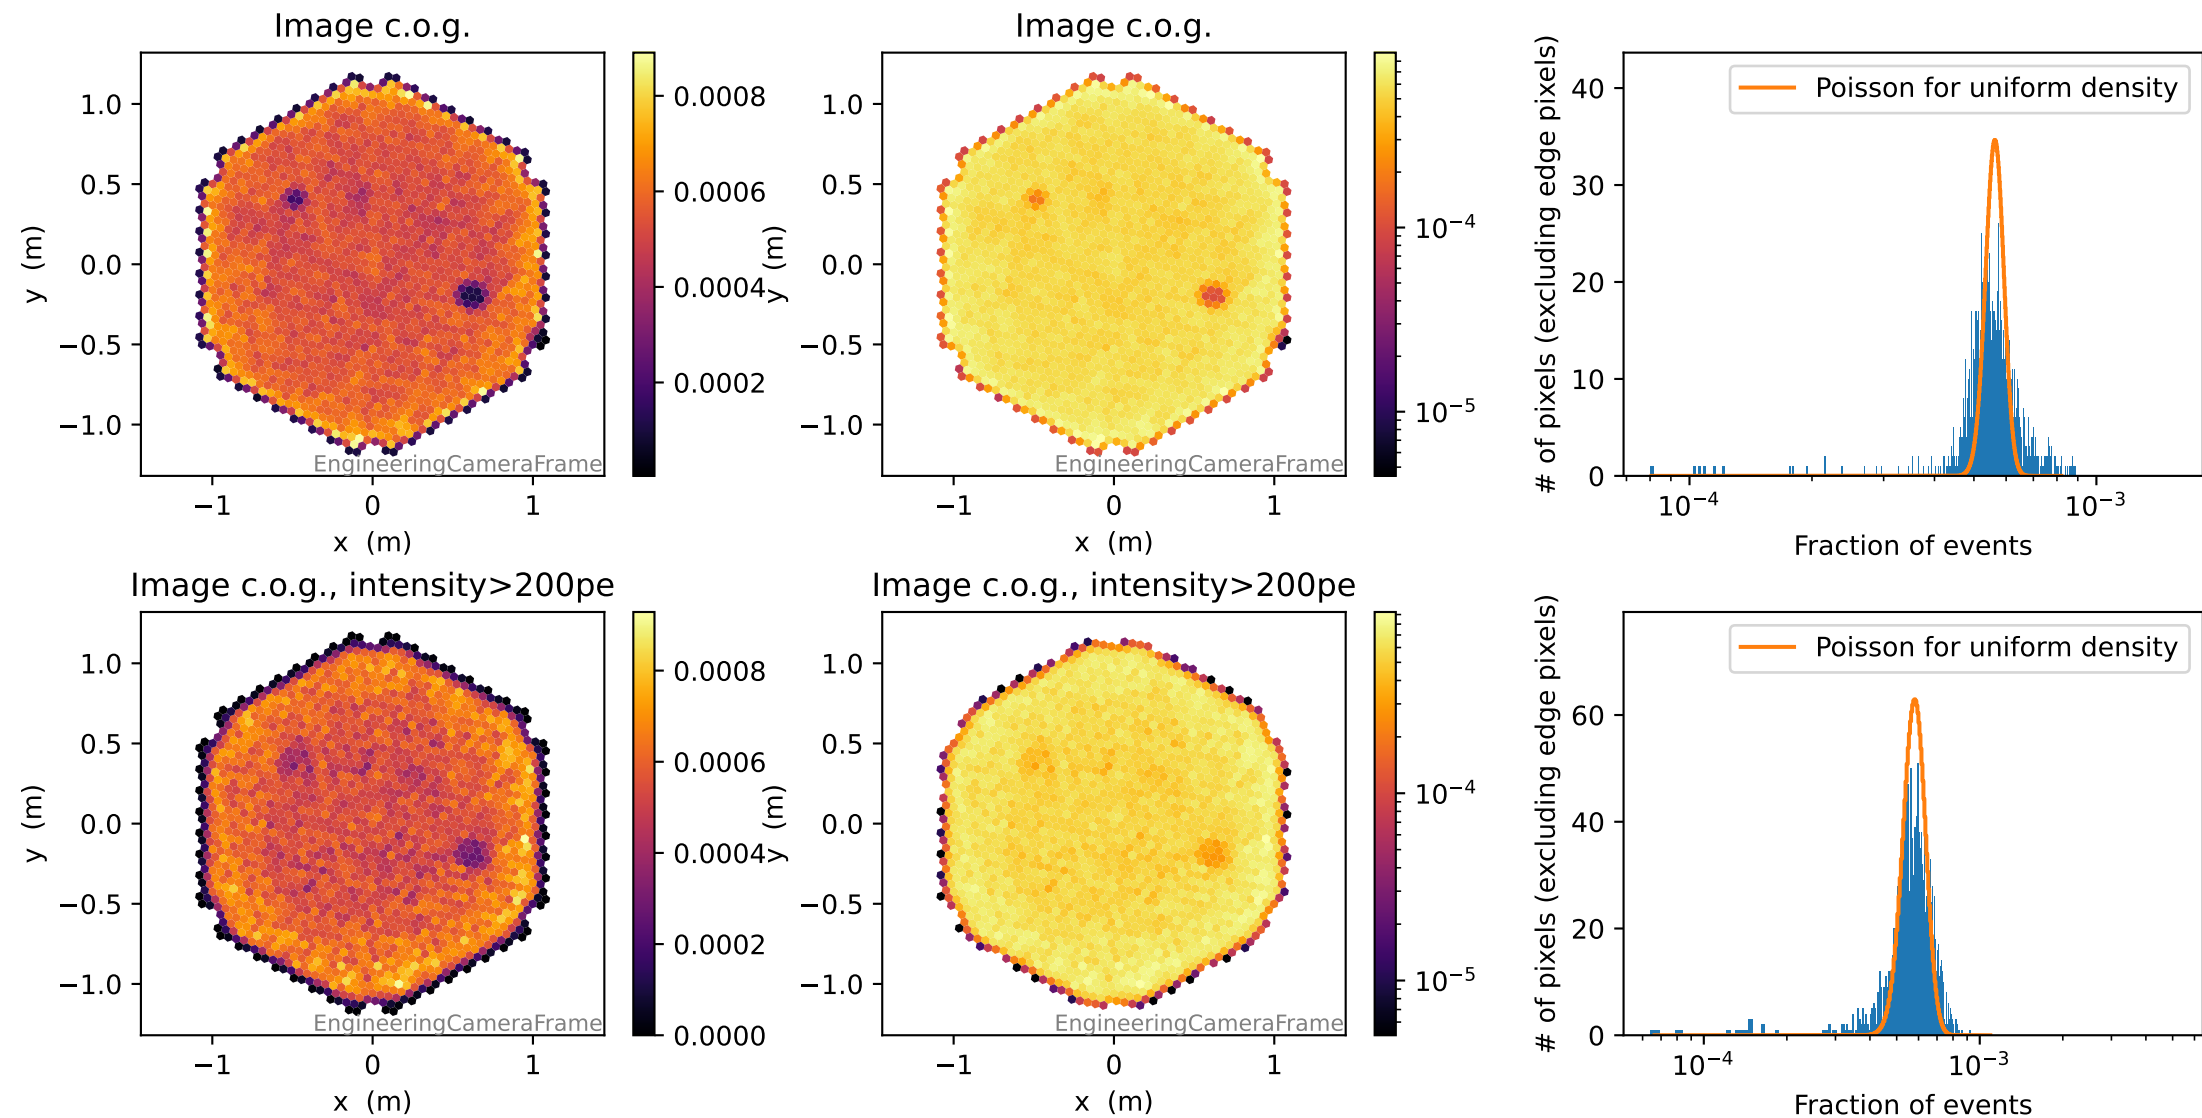 Image c.o.g.
1.0
0.5
0.0
−0.5
−1.0
y (m)
−1
0
1
x (m)
EngineeringCameraFrame
0.0008
0.0006
0.0004
0.0002
Image c.o.g.
1.0
0.5
0.0
−0.5
−1.0
y (m)
−1
0
1
x (m)
EngineeringCameraFrame
10⁻⁴
10⁻⁵
# of pixels (excluding edge pixels)
40
30
20
10
0
Poisson for uniform density
10⁻⁴
10⁻³
Fraction of events
Image c.o.g., intensity>200pe
1.0
0.5
0.0
−0.5
−1.0
y (m)
−1
0
1
x (m)
EngineeringCameraFrame
0.0008
0.0006
0.0004
0.0002
0.0000
Image c.o.g., intensity>200pe
1.0
0.5
0.0
−0.5
−1.0
y (m)
−1
0
1
x (m)
EngineeringCameraFrame
10⁻⁴
10⁻⁵
# of pixels (excluding edge pixels)
60
40
20
0
Poisson for uniform density
10⁻⁴
10⁻³
Fraction of events